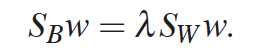 S_B w = λ S_W w.